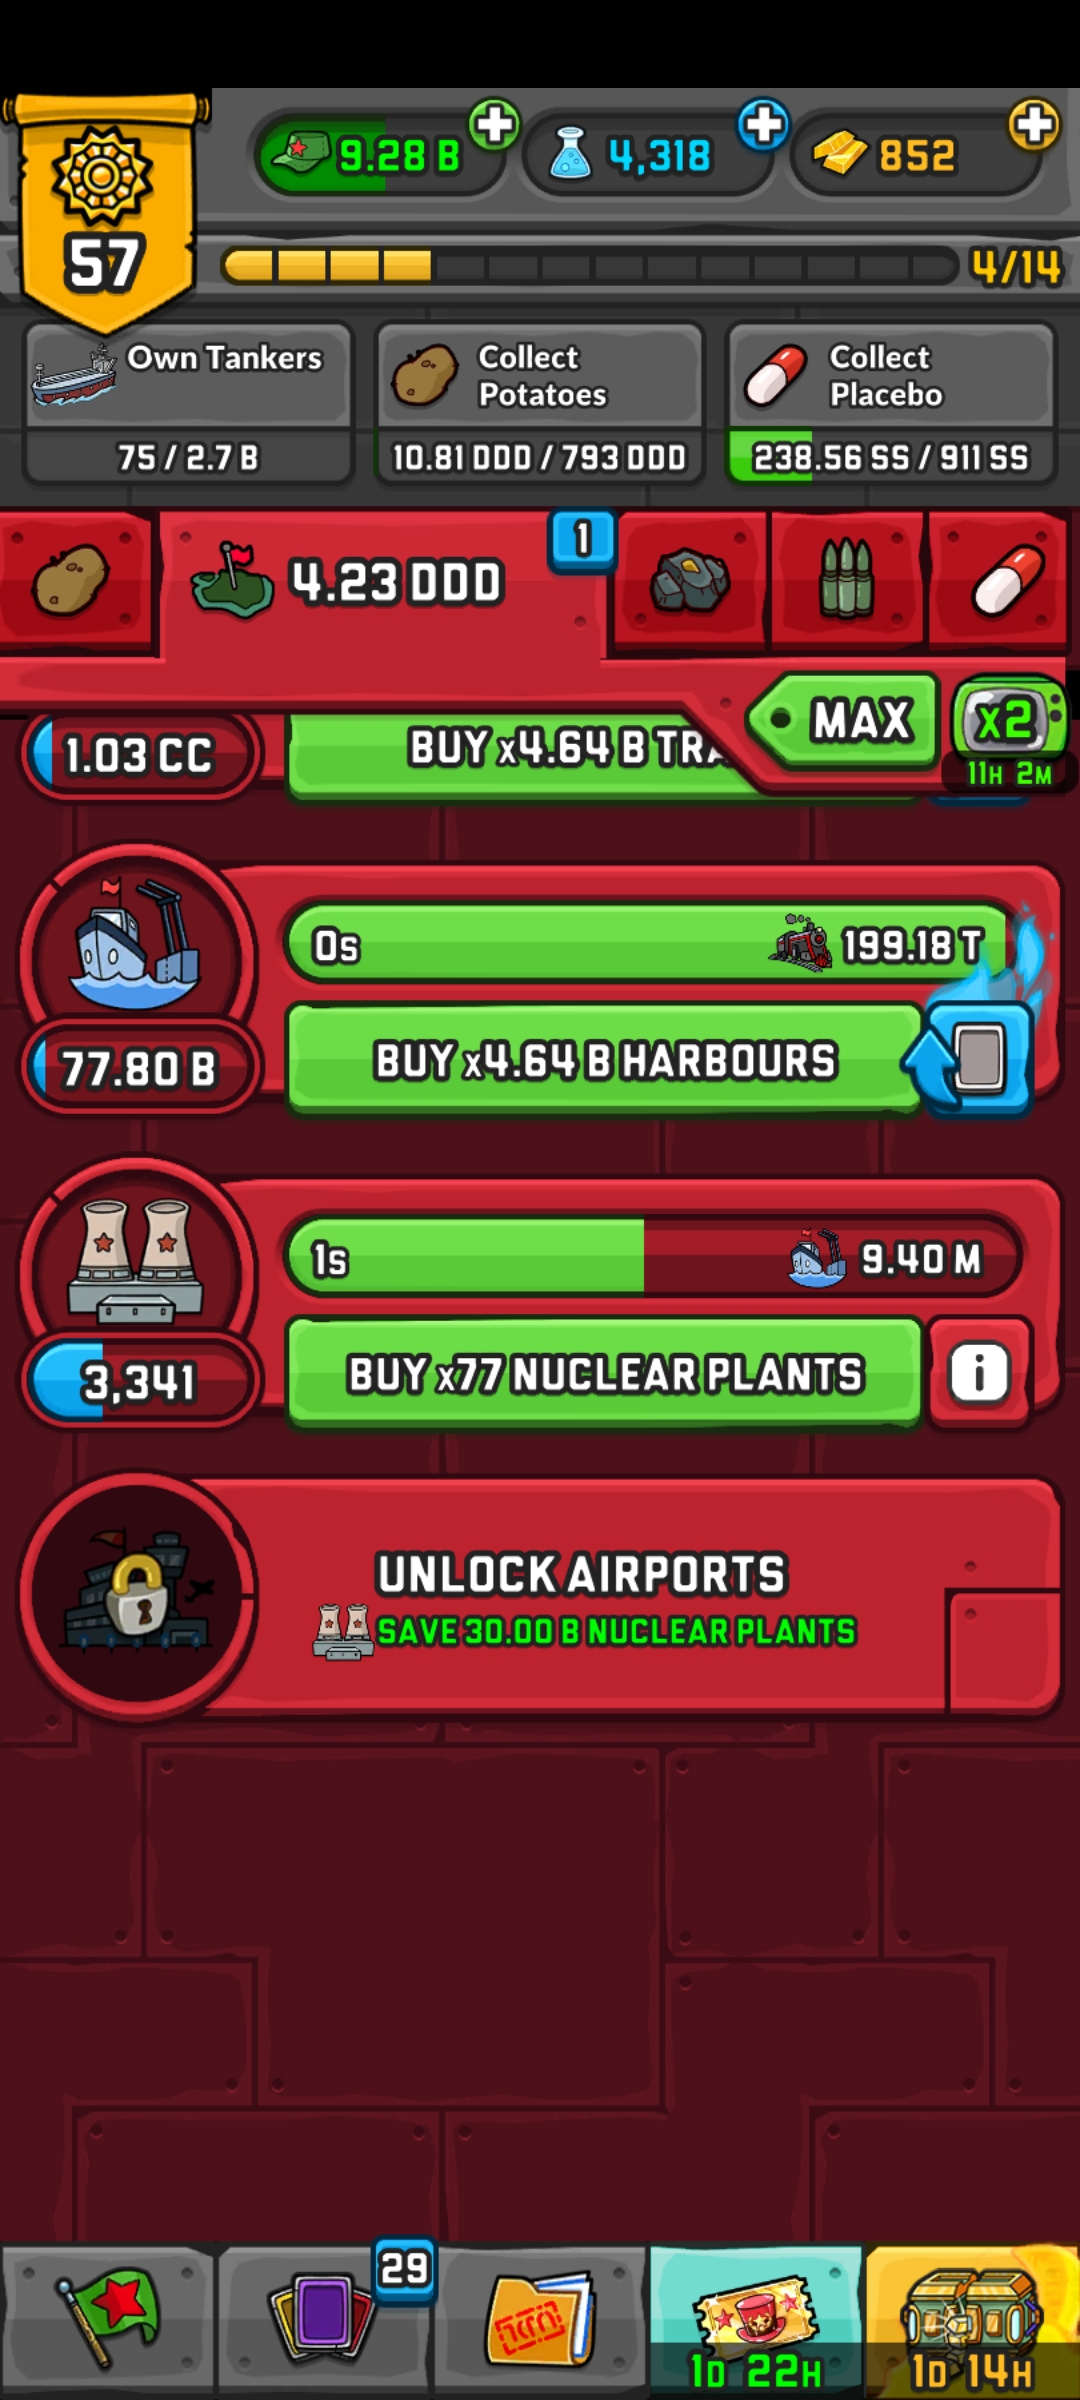 9.28 B
4,318
852
57
4/14
Own Tankers
75 / 2.7 B
Collect
Potatoes
10.81 DDD / 793 DDD
Collect
Placebo
238.56 SS / 911 SS
4.23 DDD
1
MAX
x2
11H 2M
1.03 CC
BUY x4.64 B TRA
0s
199.18 T
77.80 B
BUY x4.64 B HARBOURS
1s
9.40 M
3,341
BUY x77 NUCLEAR PLANTS
i
UNLOCK AIRPORTS
SAVE 30.00 B NUCLEAR PLANTS
29
1D 22H
1D 14H